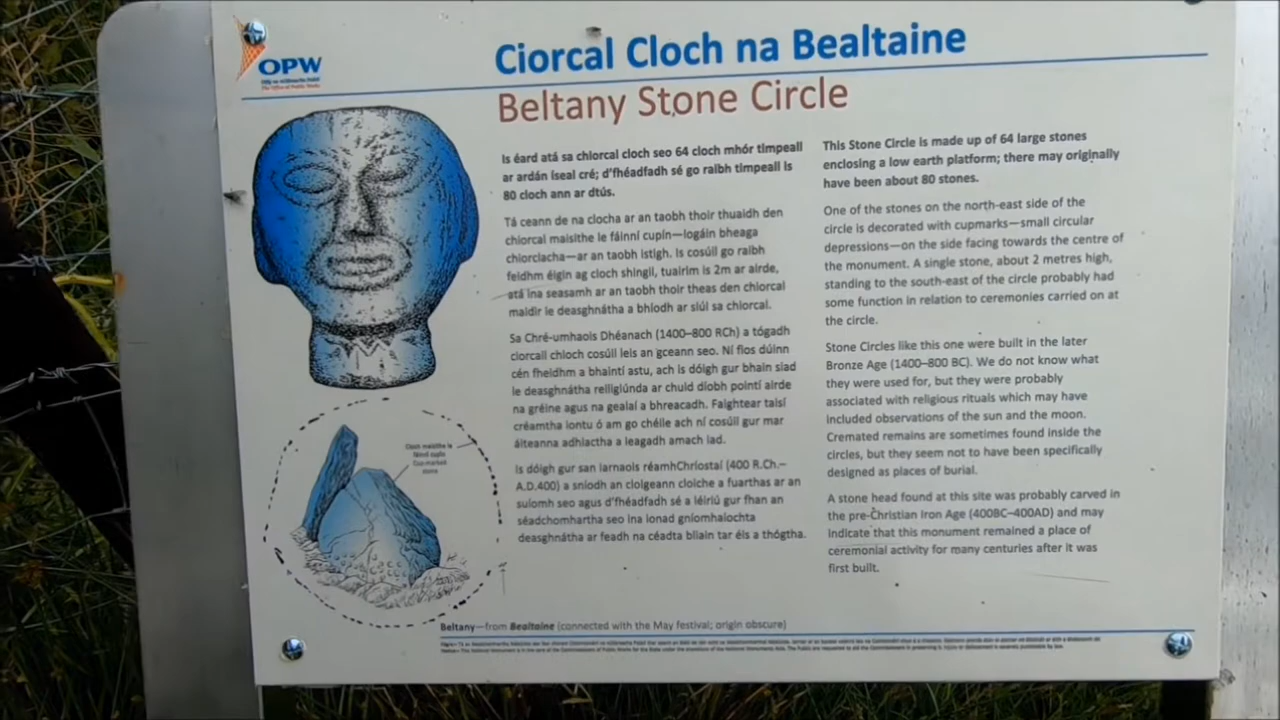 OPW
Oifig na nOibreacha Poiblí
The Office of Public Works
Ciorcal Cloch na Bealtaine
Beltany Stone Circle
Is éard atá sa chiorcal cloch seo 64 cloch mhór timpeall
ar ardán íseal cré; d'fhéadfadh sé go raibh timpeall is
80 cloch ann ar dtús.
Tá ceann de na clocha ar an taobh thoir thuaidh den
chiorcal maisithe le fáinní cupín—logáin bheaga
chiorclacha—ar an taobh istigh. Is cosúil go raibh
feidhm éigin ag cloch shingil, tuairim is 2m ar airde,
atá ina seasamh ar an taobh thoir theas den chiorcal
maidir le deasghnátha a bhíodh ar siúl sa chiorcal.
Sa Chré-umhaois Dhéanach (1400–800 RCh) a tógadh
ciorcail chloch cosúil leis an gceann seo. Ní fios dúinn
cén fheidhm a bhaintí astu, ach is dóigh gur bhain siad
le deasghnátha reiligiúnda ar chuid díobh pointí airde
na gréine agus na gealaí a bhreacadh. Faightear taisí
créamtha iontu ó am go chéile ach ní cosúil gur mar
áiteanna adhlactha a leagadh amach iad.
Is dóigh gur san Iarnaois réamhChríostaí (400 R.Ch.–
A.D.400) a sníodh an cloigeann cloiche a fuarthas ar an
suíomh seo agus d'fhéadfadh sé a léiriú gur fhan an
séadchomhartha seo ina ionad gníomhaíochta
deasghnátha ar feadh na céadta bliain tar éis a thógtha.
This Stone Circle is made up of 64 large stones
enclosing a low earth platform; there may originally
have been about 80 stones.
One of the stones on the north-east side of the
circle is decorated with cupmarks—small circular
depressions—on the side facing towards the centre of
the monument. A single stone, about 2 metres high,
standing to the south-east of the circle probably had
some function in relation to ceremonies carried on at
the circle.
Stone Circles like this one were built in the later
Bronze Age (1400–800 BC). We do not know what
they were used for, but they were probably
associated with religious rituals which may have
included observations of the sun and the moon.
Cremated remains are sometimes found inside the
circles, but they seem not to have been specifically
designed as places of burial.
A stone head found at this site was probably carved in
the pre-Christian Iron Age (400BC–400AD) and may
indicate that this monument remained a place of
ceremonial activity for many centuries after it was
first built.
Cloch maisithe le
fáinní cupín
Cup-marked
stone
Beltany—from Bealtaine (connected with the May festival; origin obscure)